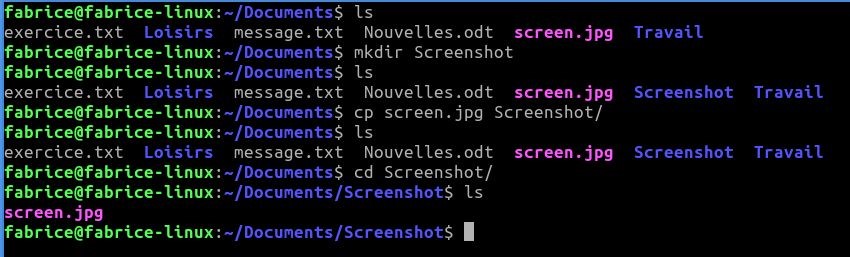 fabrice@fabrice-linux:~/Documents$ ls
exercice.txt  Loisirs  message.txt  Nouvelles.odt  screen.jpg  Travail
fabrice@fabrice-linux:~/Documents$ mkdir Screenshot
fabrice@fabrice-linux:~/Documents$ ls
exercice.txt  Loisirs  message.txt  Nouvelles.odt  screen.jpg  Screenshot  Travail
fabrice@fabrice-linux:~/Documents$ cp screen.jpg Screenshot/
fabrice@fabrice-linux:~/Documents$ ls
exercice.txt  Loisirs  message.txt  Nouvelles.odt  screen.jpg  Screenshot  Travail
fabrice@fabrice-linux:~/Documents$ cd Screenshot/
fabrice@fabrice-linux:~/Documents/Screenshot$ ls
screen.jpg
fabrice@fabrice-linux:~/Documents/Screenshot$